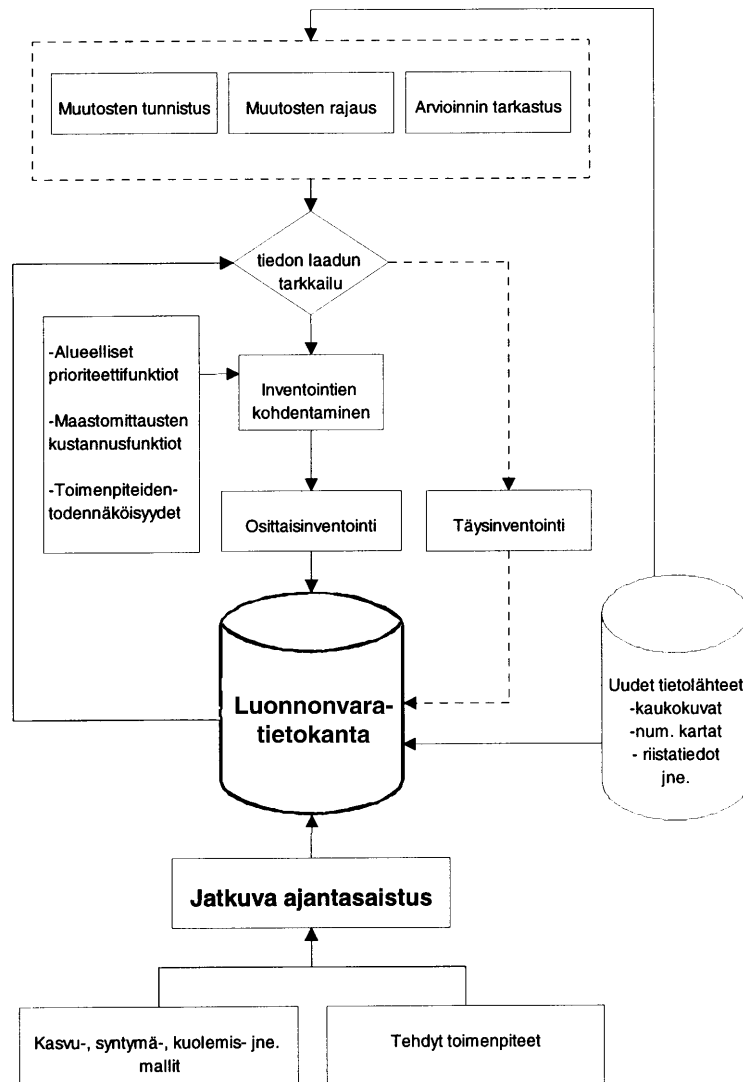 Muutosten tunnistus
Muutosten rajaus
Arvioinnin tarkastus
tiedon laadun
tarkkailu
-Alueelliset
prioriteettifunktiot
-Maastomittausten
kustannusfunktiot
-Toimenpiteiden-
todennäköisyydet
Inventointien
kohdentaminen
Osittaisinventointi
Täysinventointi
Luonnonvara-
tietokanta
Uudet tietolähteet
-kaukokuvat
-num. kartat
- riistatiedot
jne.
Jatkuva ajantasaistus
Kasvu-, syntymä-, kuolemis- jne.
mallit
Tehdyt toimenpiteet